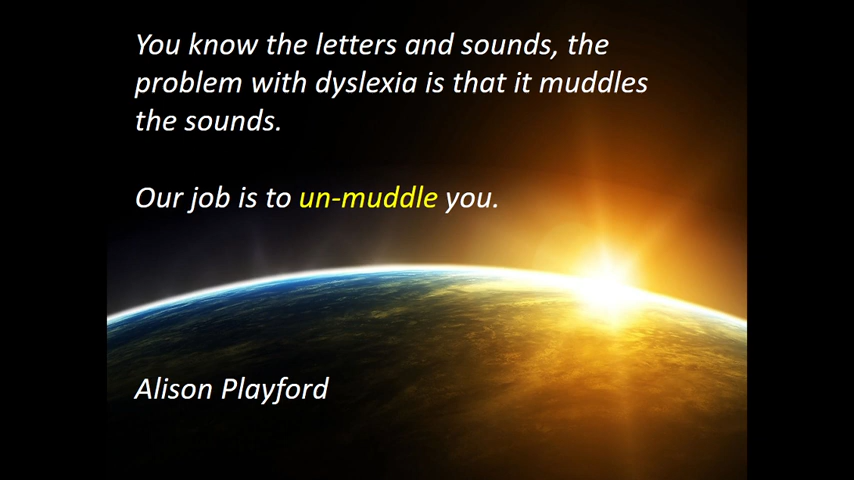 You know the letters and sounds, the
problem with dyslexia is that it muddles
the sounds.
Our job is to un-muddle you.
Alison Playford